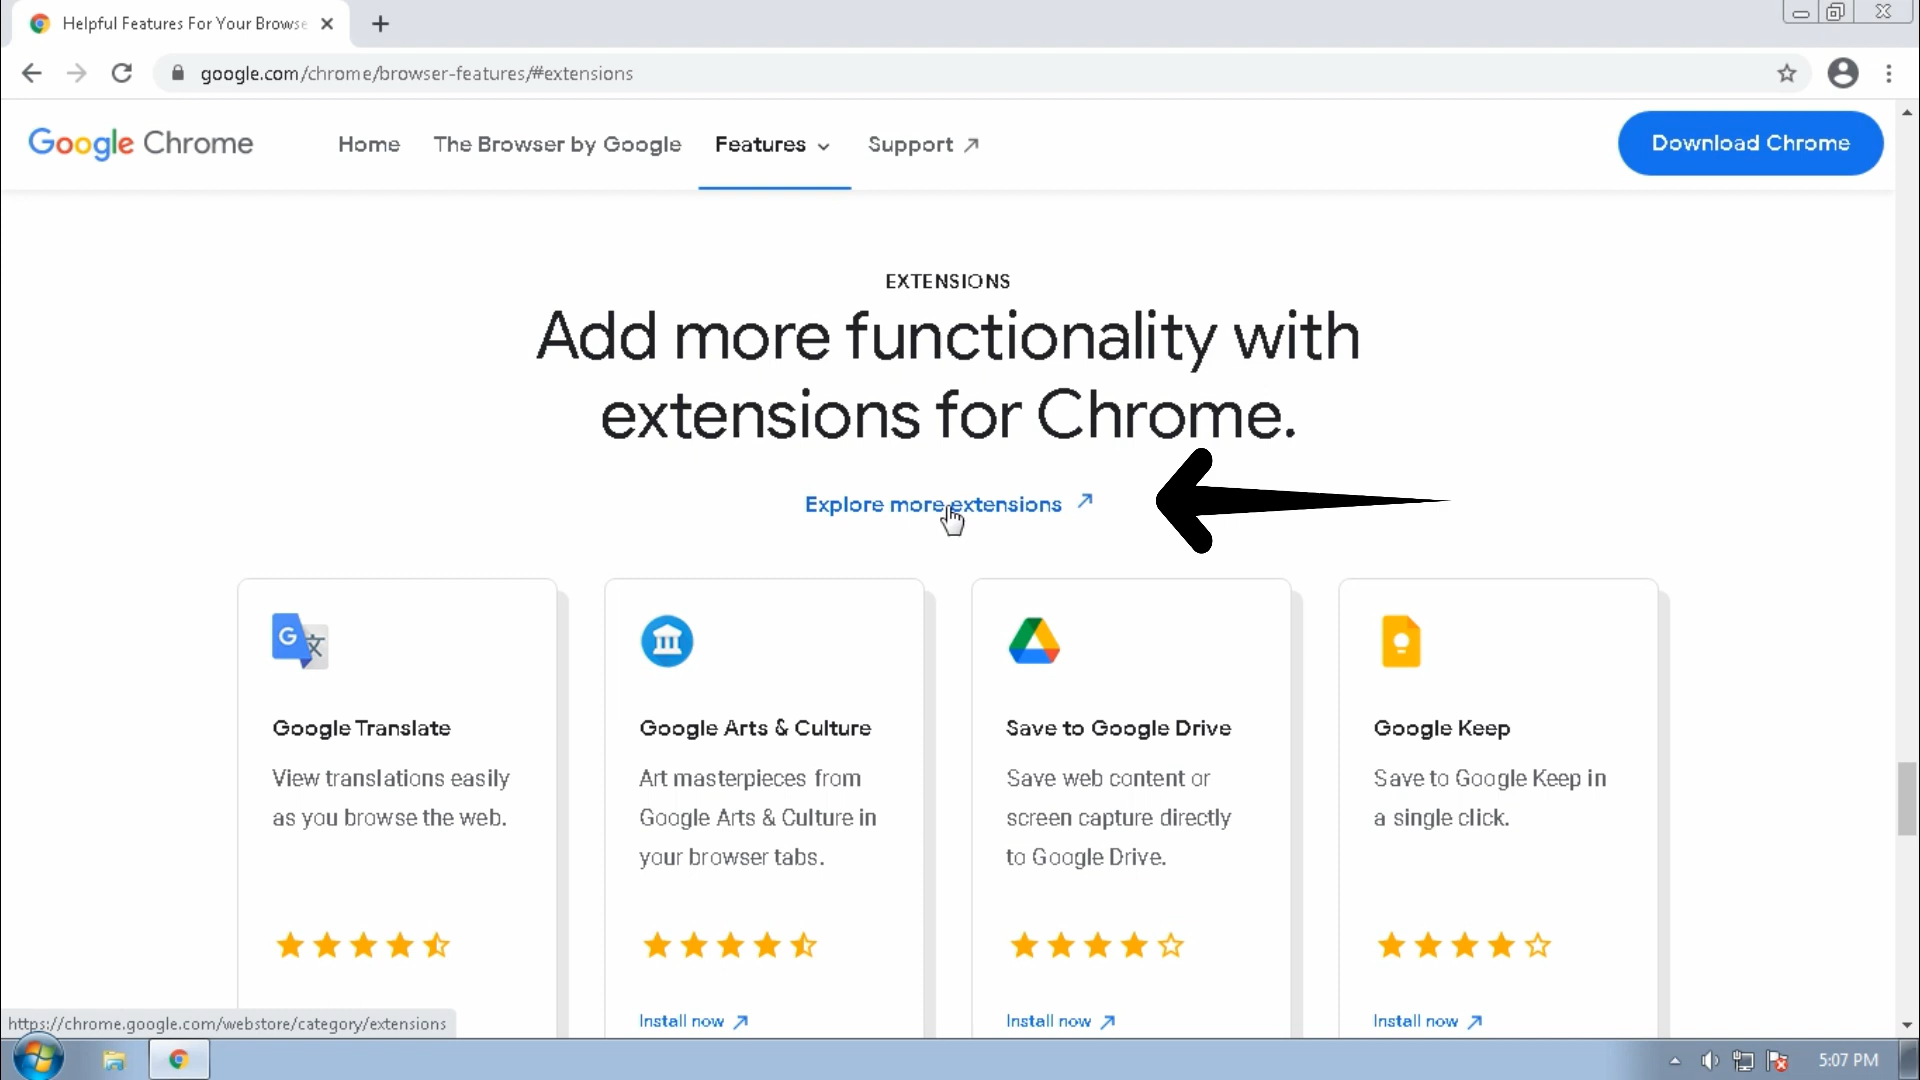 Helpful Features For Your Browse
google.com/chrome/browser-features/#extensions
Google Chrome
Home
The Browser by Google
Features
Support
Download Chrome
EXTENSIONS
Add more functionality with
extensions for Chrome.
Explore more extensions
Google Translate
View translations easily
as you browse the web.
Google Arts & Culture
Art masterpieces from
Google Arts & Culture in
your browser tabs.
Install now
Save to Google Drive
Save web content or
screen capture directly
to Google Drive.
Install now
Google Keep
Save to Google Keep in
a single click.
Install now
https://chrome.google.com/webstore/category/extensions
5:07 PM